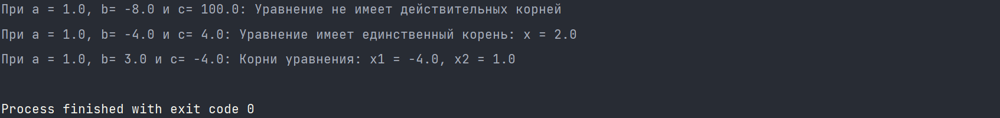 При a = 1.0, b= -8.0 и c= 100.0: Уравнение не имеет действительных корней
При a = 1.0, b= -4.0 и c= 4.0: Уравнение имеет единственный корень: x = 2.0
При a = 1.0, b= 3.0 и c= -4.0: Корни уравнения: x1 = -4.0, x2 = 1.0
Process finished with exit code 0